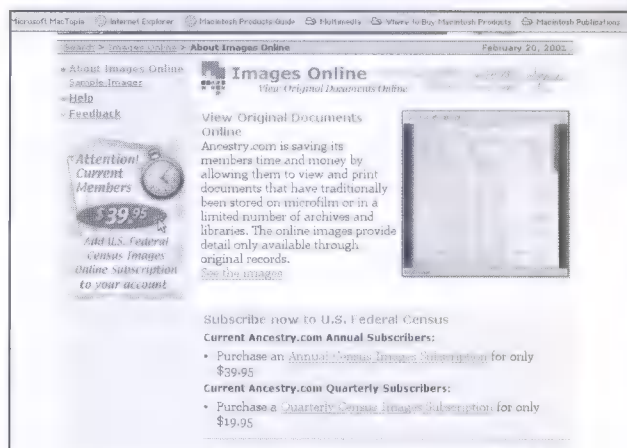 Microsoft MacTopia Internet Explorer Macintosh Products Guide Multimedia Where to Buy Macintosh Products Macintosh Publications
Search > Images Online > About Images Online February 20, 2001
About Images Online
Sample Images
Help
Feedback
Attention!
Current
Members
$39.95
Add U.S. Federal
Census Images
Online Subscription
to your account
Images Online
View Original Documents Online
View Original Documents
Online
Ancestry.com is saving its
members time and money by
allowing them to view and print
documents that have traditionally
been stored on microfilm or in a
limited number of archives and
libraries. The online images provide
detail only available through
original records.
See the images
Subscribe now to U.S. Federal Census
Current Ancestry.com Annual Subscribers:
• Purchase an Annual Census Images Subscription for only
$39.95
Current Ancestry.com Quarterly Subscribers:
• Purchase a Quarterly Census Images Subscription for only
$19.95